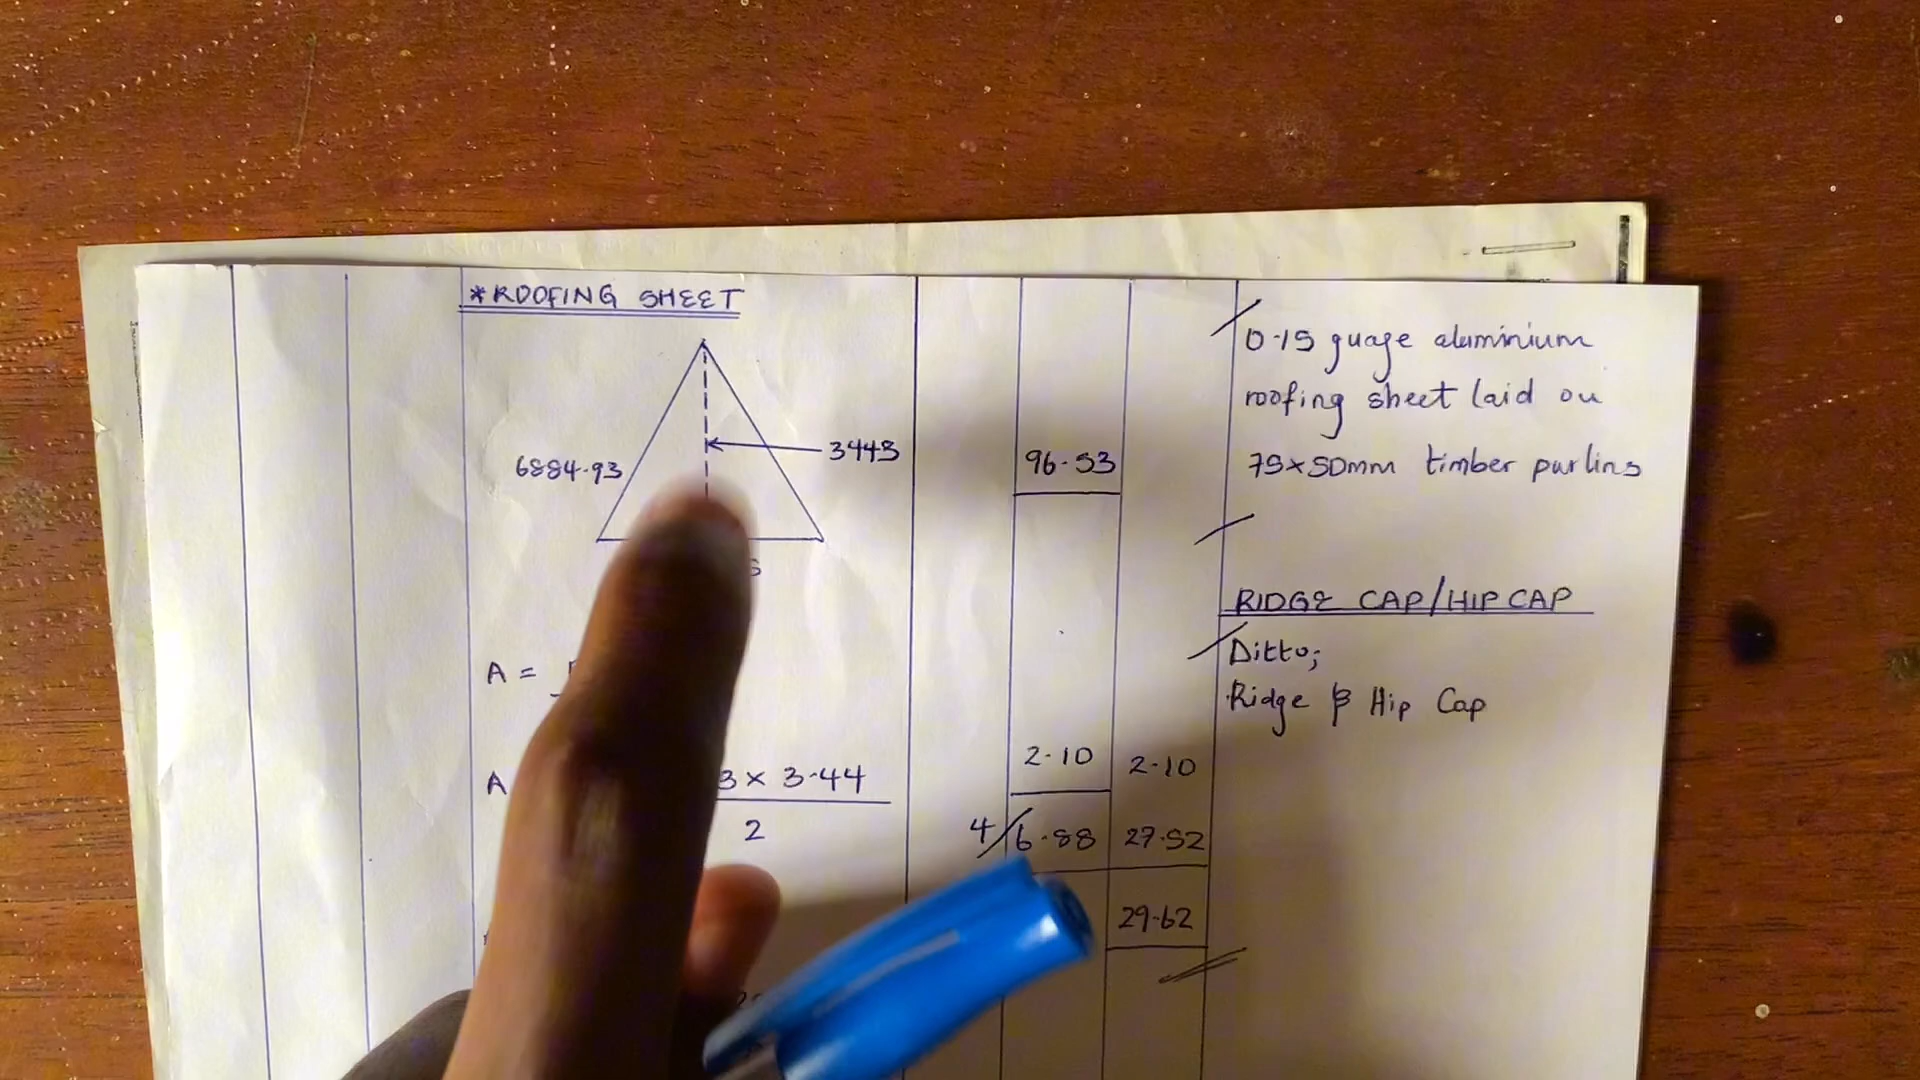 *ROOFING SHEET
6884.93
3443
A =
A
3 x 3.44
2
96.53
2.10 2.10
4/ 6.88 27.52
29.62
0.15 guage aluminium
roofing sheet laid on
75x50mm timber purlins
RIDGE CAP/HIP CAP
Ditto;
Ridge & Hip Cap